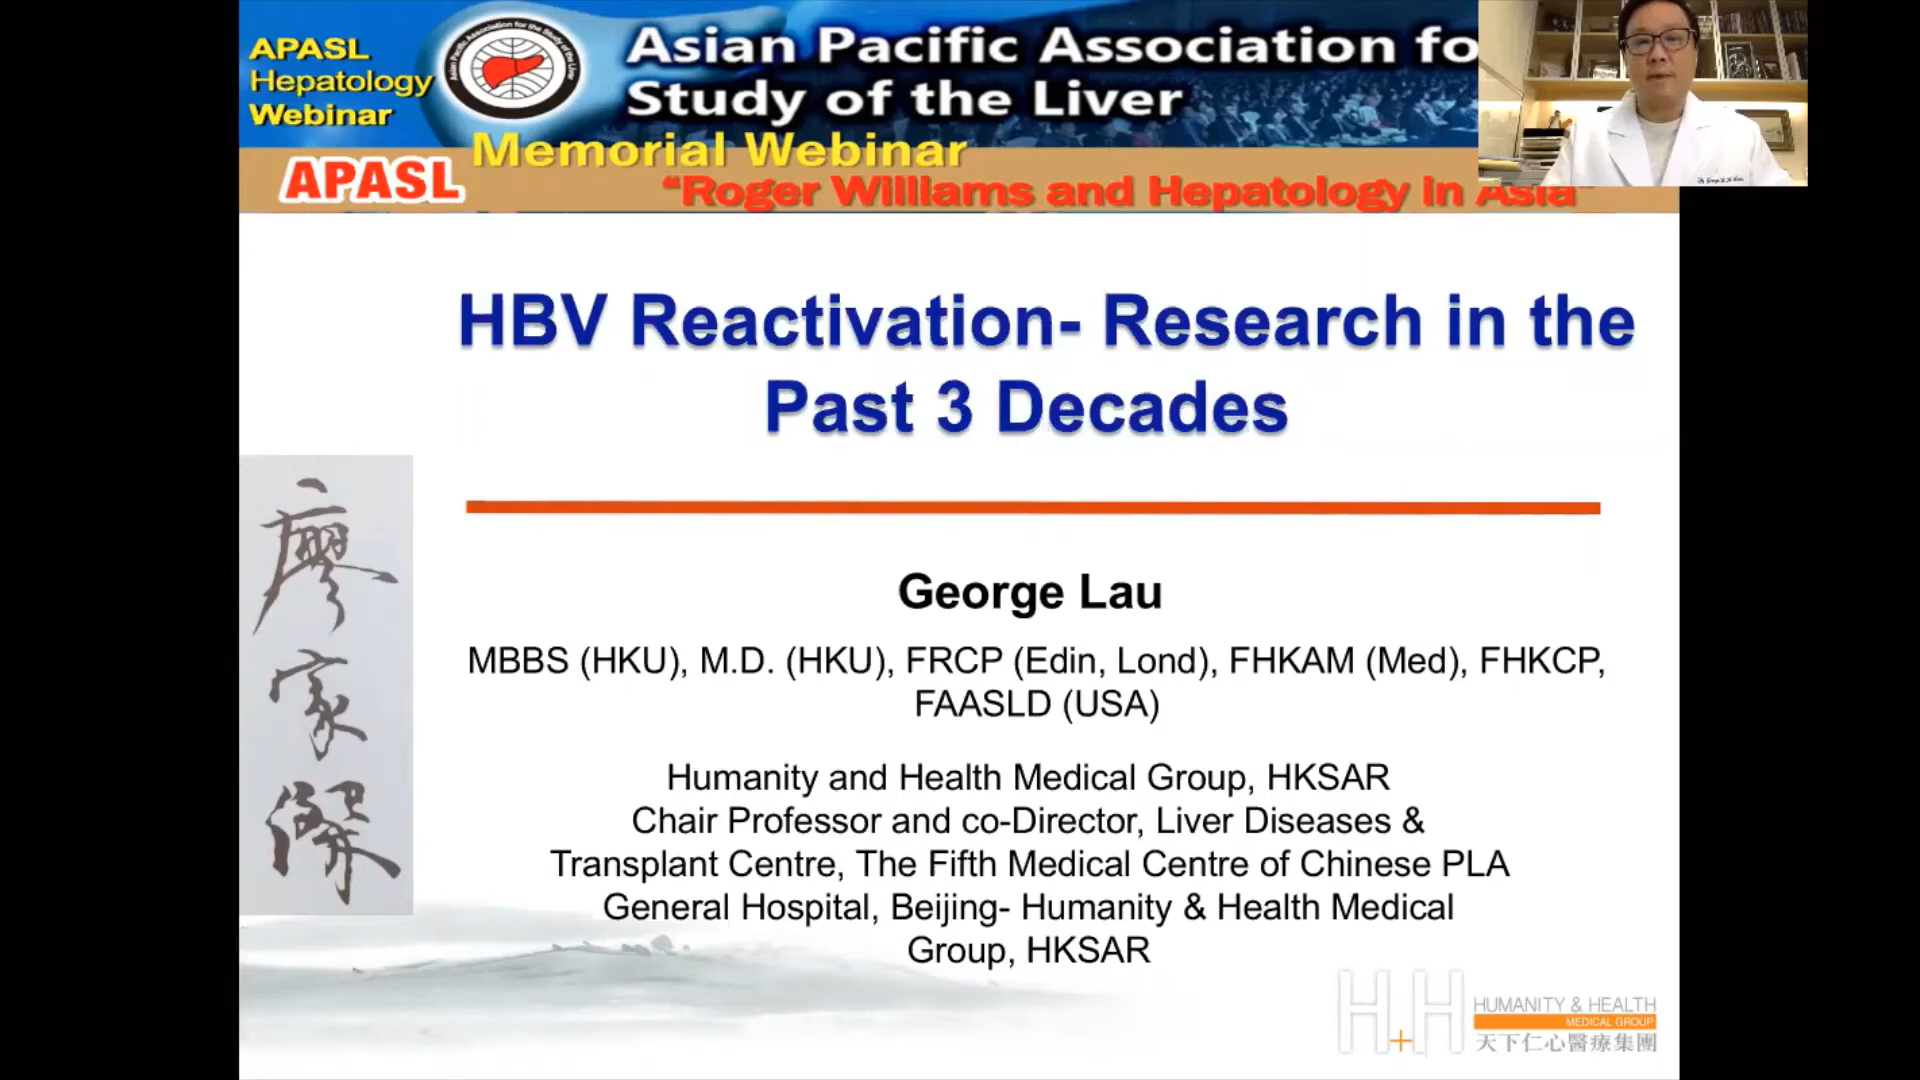 APASL
Hepatology
Webinar
Asian Pacific Association fo
Study of the Liver
Memorial Webinar
APASL
"Roger Williams and Hepatology in Asia"
HBV Reactivation- Research in the
Past 3 Decades
廖家傑
George Lau
MBBS (HKU), M.D. (HKU), FRCP (Edin, Lond), FHKAM (Med), FHKCP,
FAASLD (USA)
Humanity and Health Medical Group, HKSAR
Chair Professor and co-Director, Liver Diseases &
Transplant Centre, The Fifth Medical Centre of Chinese PLA
General Hospital, Beijing- Humanity & Health Medical
Group, HKSAR
H+H
HUMANITY & HEALTH
MEDICAL GROUP
天下仁心醫療集團